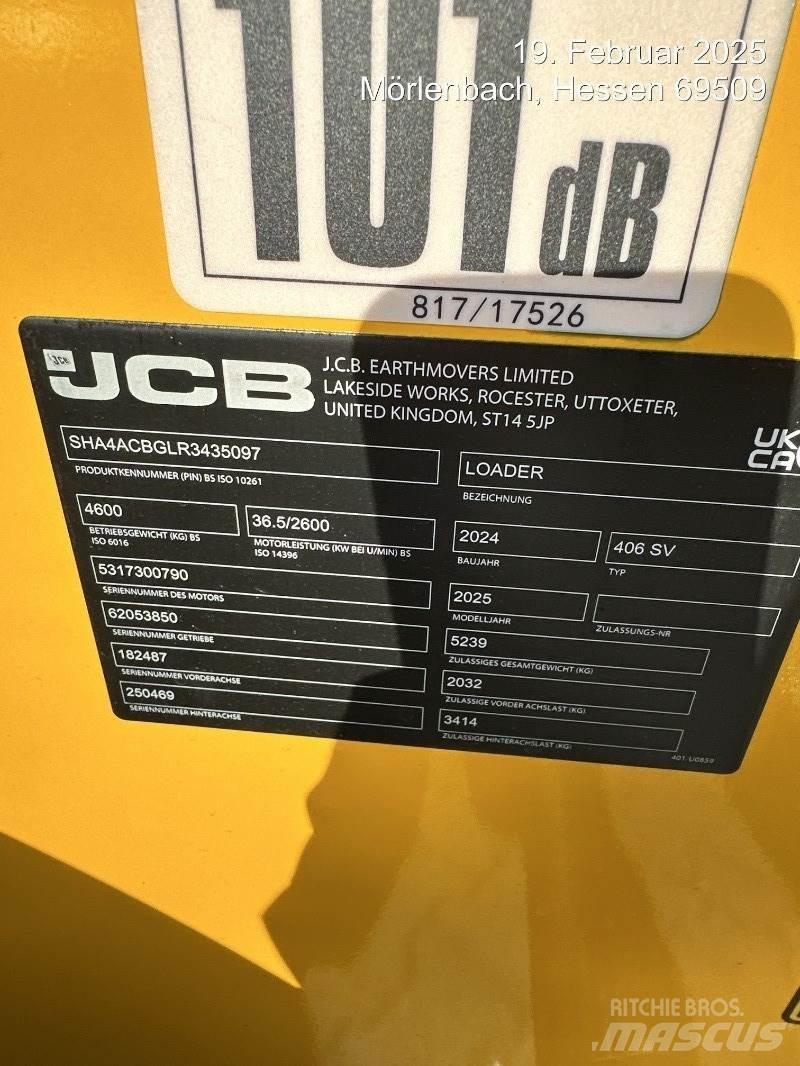 19. Februar 2025
Mörlenbach, Hessen 69509
101 dB
817/17526
JCB
J.C.B. EARTHMOVERS LIMITED
LAKESIDE WORKS, ROCESTER, UTTOXETER,
UNITED KINGDOM, ST14 5JP
UK
CA
SHA4ACBGLR3435097
PRODUKTKENNUMMER (PIN) BS ISO 10261
LOADER
BEZEICHNUNG
4600
BETRIEBSGEWICHT (KG) BS
ISO 6016
36.5/2600
MOTORLEISTUNG (KW BEI U/MIN) BS
ISO 14396
2024
BAUJAHR
406 SV
TYP
5317300790
SERIENNUMMER DES MOTORS
2025
MODELLJAHR
ZULASSUNGS-NR
62053850
SERIENNUMMER GETRIEBE
5239
ZULASSIGES GESAMTGEWICHT (KG)
182487
SERIENNUMMER VORDERACHSE
2032
ZULASSIGE VORDER ACHSLAST (KG)
250469
SERIENNUMMER HINTERACHSE
3414
ZULASSIGE HINTERACHSLAST (KG)
401/U0859
RITCHIE BROS.
MASCUS